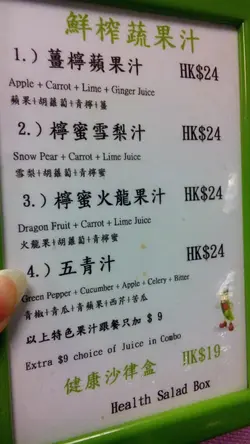 鮮榨蔬果汁
1.) 薑檸蘋果汁 HK$24
Apple + Carrot + Lime + Ginger Juice
蘋果+胡蘿蔔+青檸+薑
2.) 檸蜜雪梨汁 HK$24
Snow Pear + Carrot + Lime Juice
雪梨+胡蘿蔔+青檸蜜
3.) 檸蜜火龍果汁 HK$24
Dragon Fruit + Carrot + Lime Juice
火龍果+胡蘿蔔+青檸蜜
4.) 五青汁 HK$24
Green Pepper + Cucumber + Apple + Celery + Bitter
青椒+青瓜+青蘋果+西芹+苦瓜
以上特色果汁跟餐只加 $ 9
Extra $9 choice of Juice in Combo
健康沙律盒 HK$19
Health Salad Box